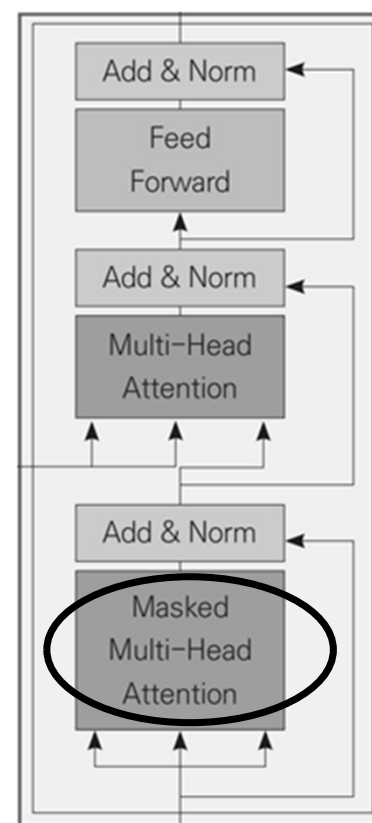 Add & Norm
Feed
Forward
Add & Norm
Multi-Head
Attention
Add & Norm
Masked
Multi-Head
Attention